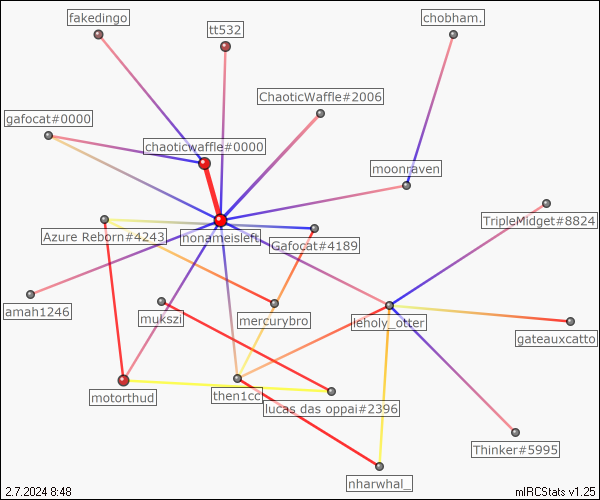 fakedingo
chobham.
tt532
ChaoticWaffle#2006
gafocat#0000
chaoticwaffle#0000
moonraven
TripleMidget#8824
Azure Reborn#4243
nonameisleft
Gafocat#4189
amah1246
mukszi
mercurybro
leholy_otter
gateauxcatto
motorthud
then1cc
lucas das oppai#2396
Thinker#5995
nharwhal_
2.7.2024 8:48
mIRCStats v1.25